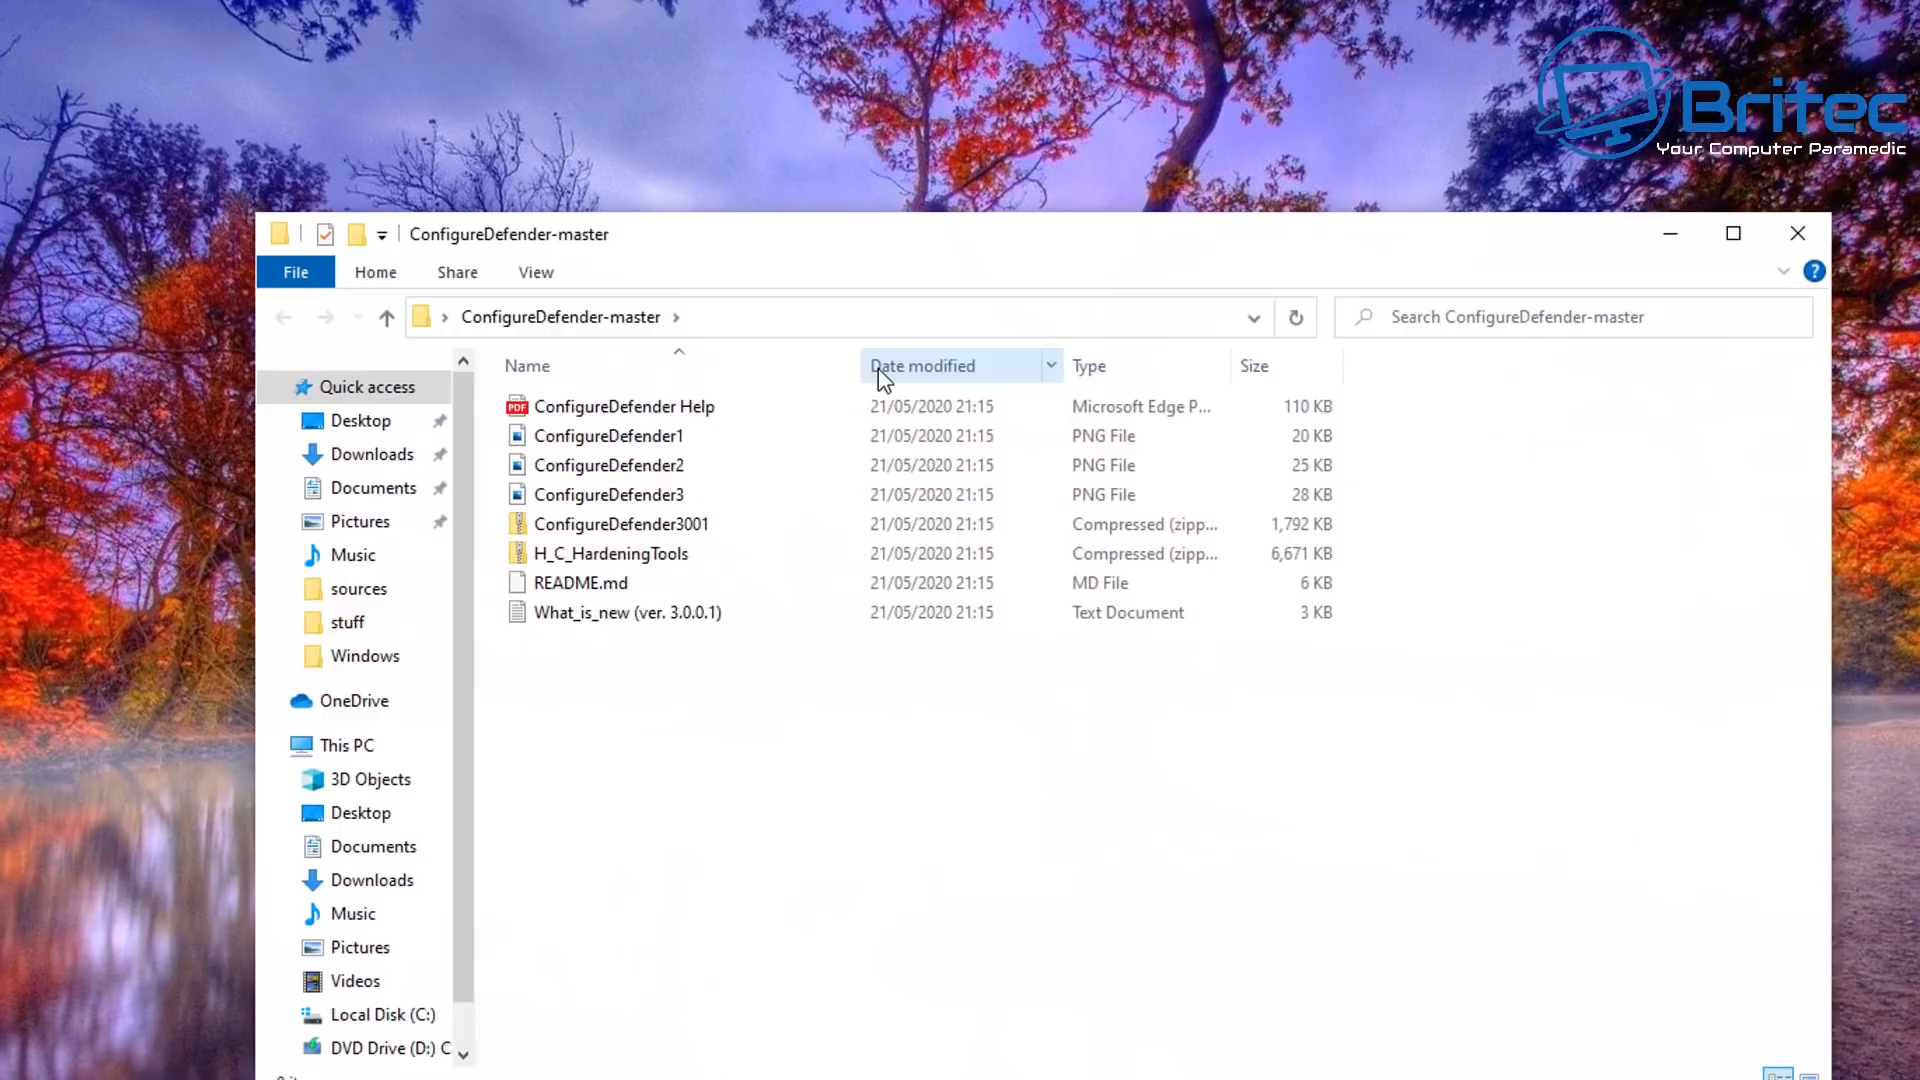 Britec
Your Computer Paramedic
ConfigureDefender-master
File Home Share View
ConfigureDefender-master
Search ConfigureDefender-master
Name Date modified Type Size
ConfigureDefender Help 21/05/2020 21:15 Microsoft Edge P... 110 KB
ConfigureDefender1 21/05/2020 21:15 PNG File 20 KB
ConfigureDefender2 21/05/2020 21:15 PNG File 25 KB
ConfigureDefender3 21/05/2020 21:15 PNG File 28 KB
ConfigureDefender3001 21/05/2020 21:15 Compressed (zipp... 1,792 KB
H_C_HardeningTools 21/05/2020 21:15 Compressed (zipp... 6,671 KB
README.md 21/05/2020 21:15 MD File 6 KB
What_is_new (ver. 3.0.0.1) 21/05/2020 21:15 Text Document 3 KB
Quick access
Desktop
Downloads
Documents
Pictures
Music
sources
stuff
Windows
OneDrive
This PC
3D Objects
Desktop
Documents
Downloads
Music
Pictures
Videos
Local Disk (C:)
DVD Drive (D:) C